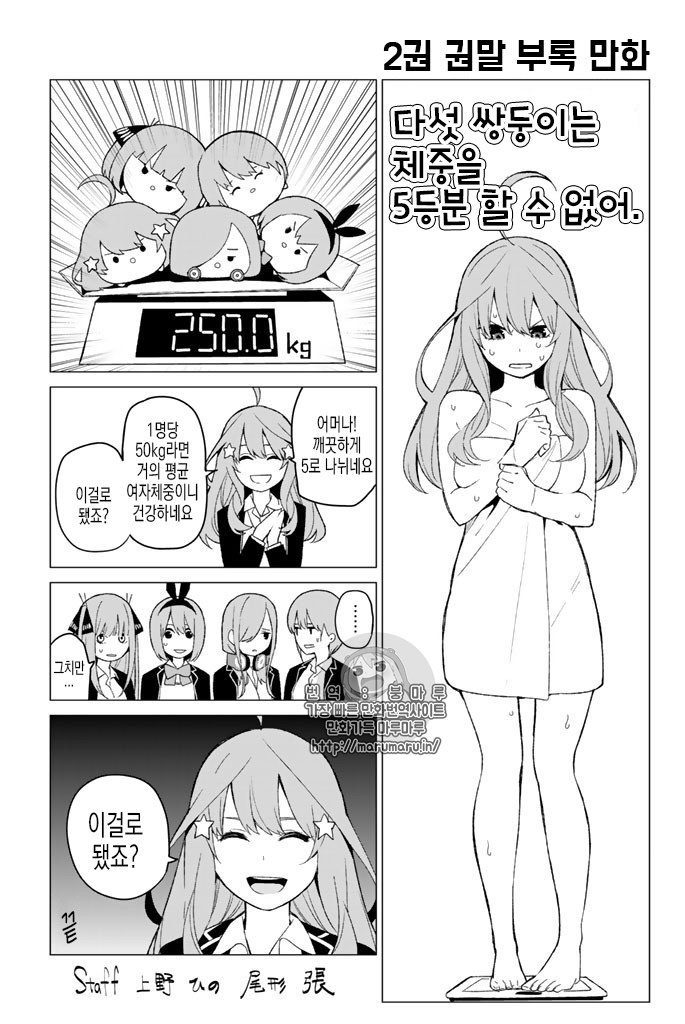 2권 권말 부록 만화
다섯 쌍둥이는
체중을
5등분 할 수 없어.
250.0 kg
어머나!
깨끗하게
5로 나뉘네요
1명당
50kg라면
거의 평균
여자체중이니
건강하네요
이걸로
됐죠?
……
그치만
...
번역 : 붕마루
가장 빠른 만화번역사이트
만화가득 마루마루
http://marumaru.in/
이걸로
됐죠?
끝
Staff 上野 ひの 尾形 張